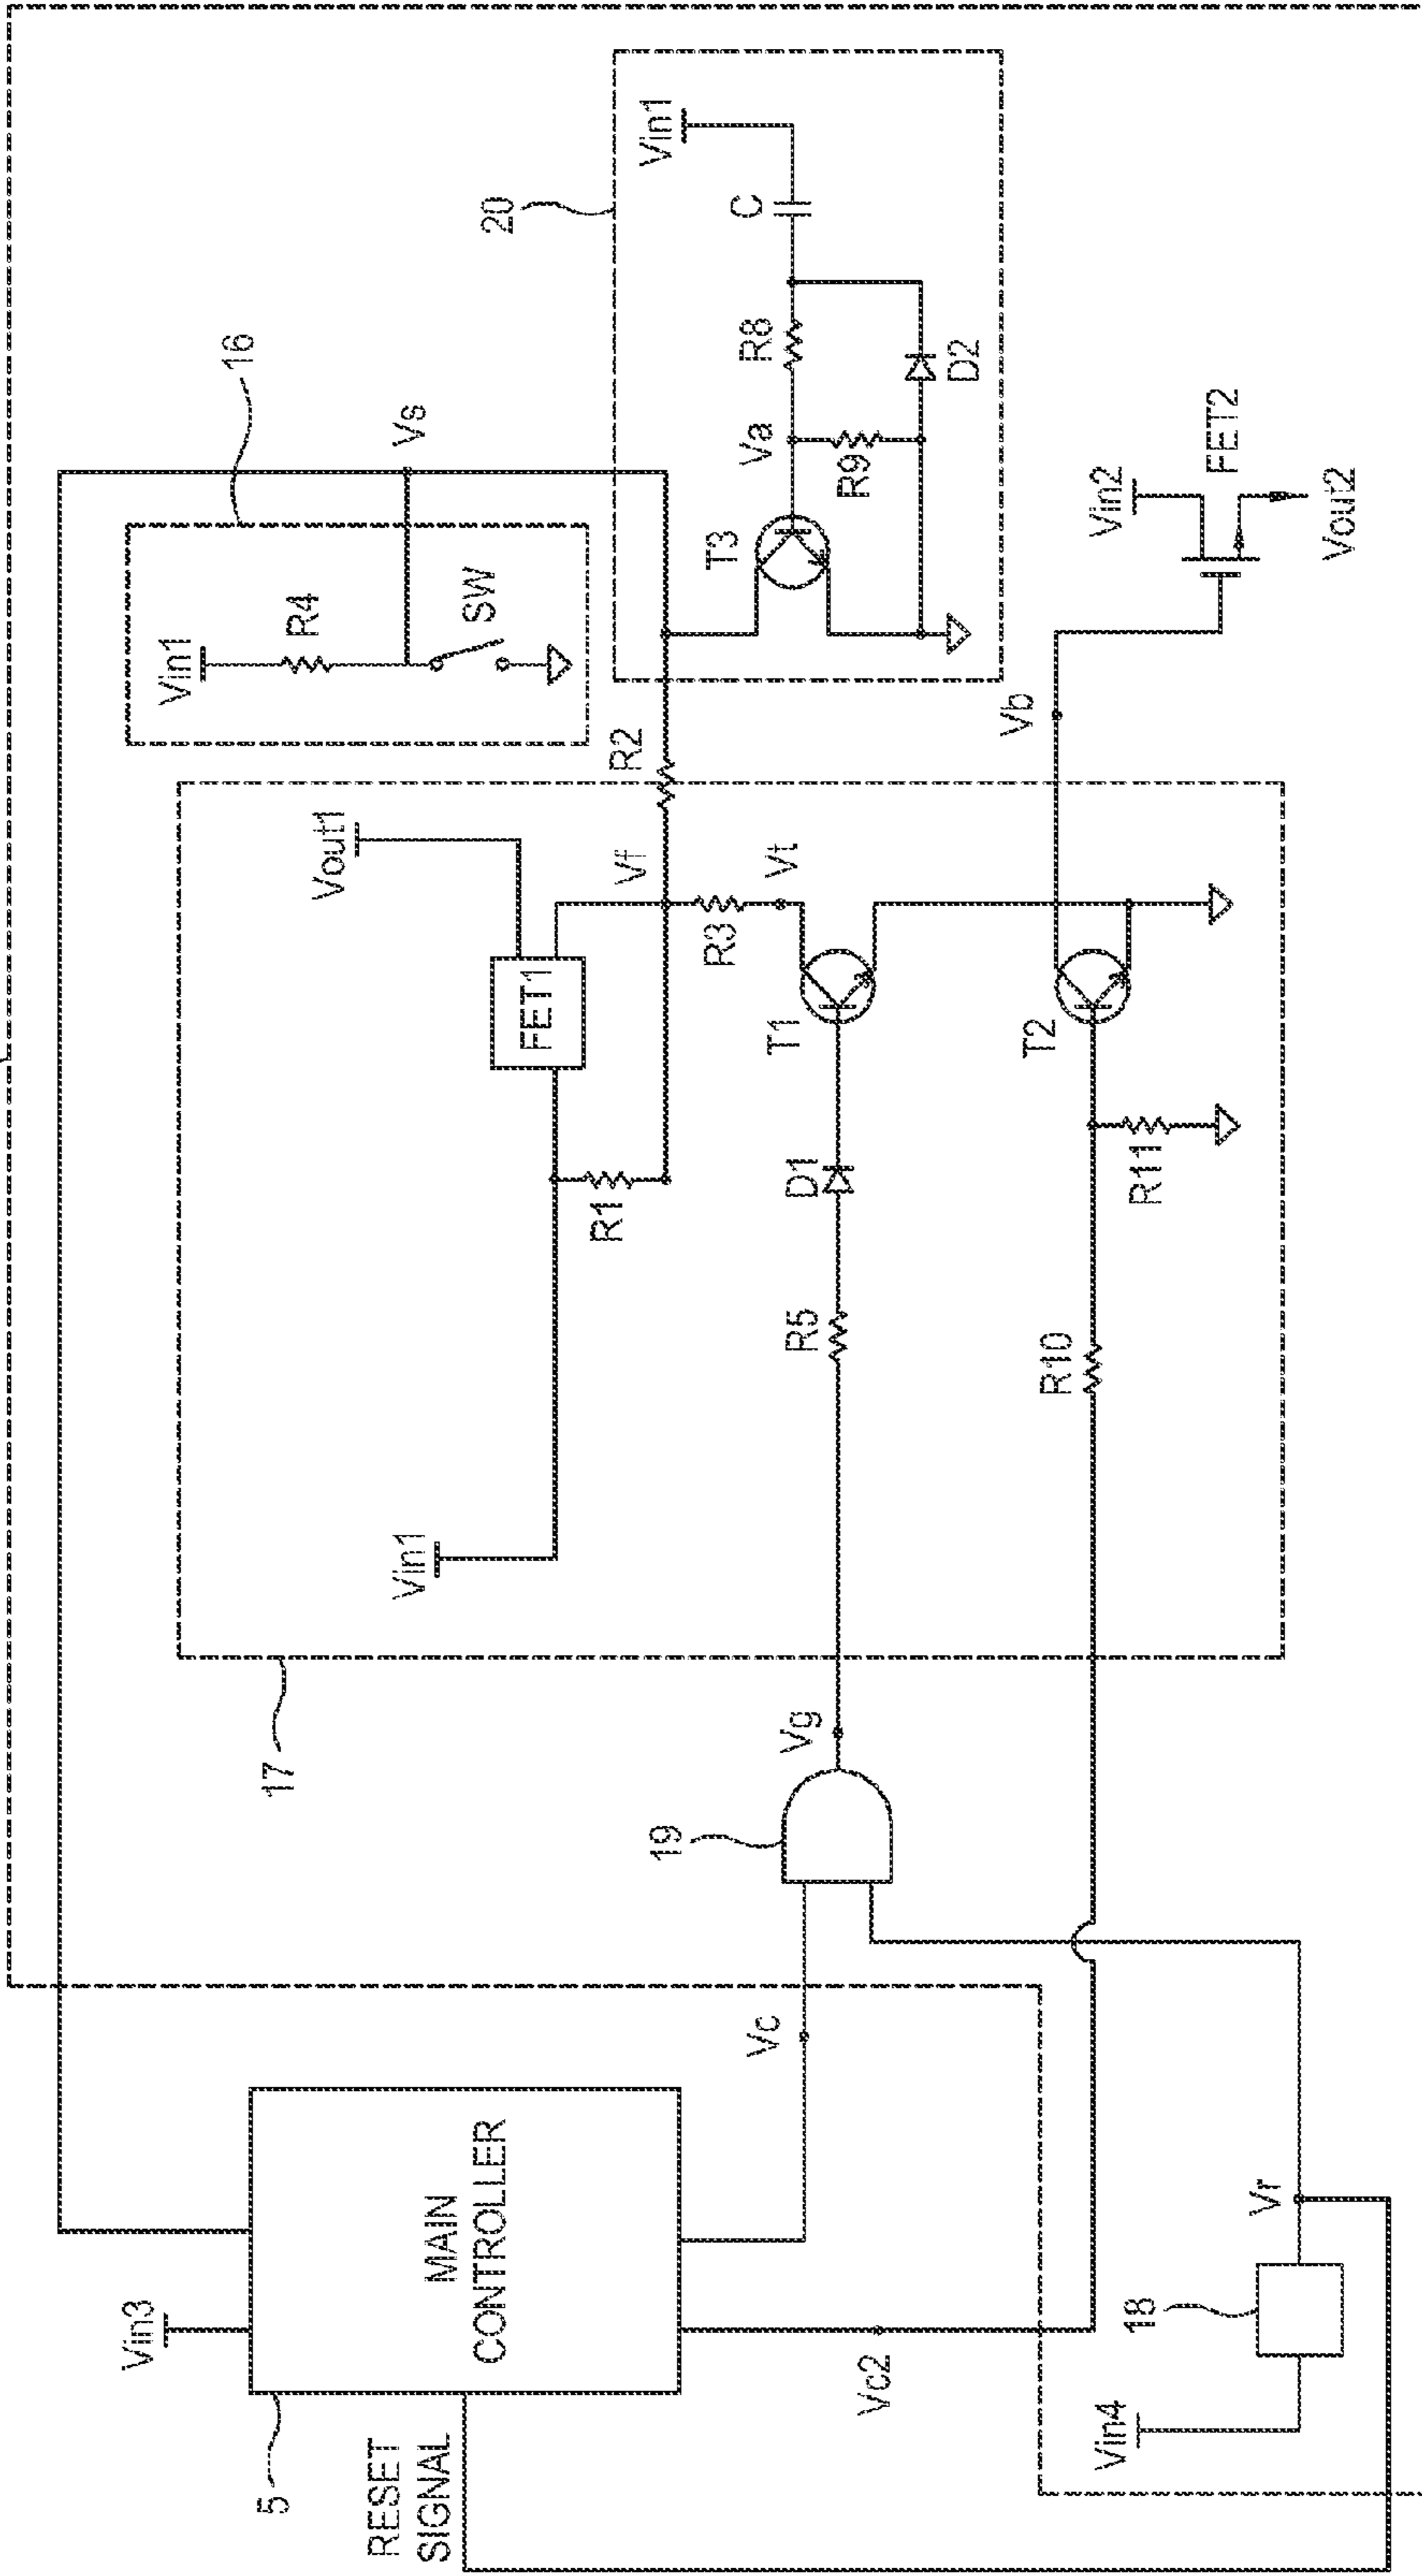 Vin3
5
MAIN
CONTROLLER
RESET
SIGNAL
Vc
Vc2
Vin4
18
Vr
19
Vg
17
Vin1
R1
FET1
Vout1
Vf
R2
R3
Vt
R5
D1
T1
R10
R11
T2
Vb
16
Vin1
R4
SW
Vs
20
Vin1
C
R8
Va
R9
D2
T3
Vin2
FET2
Vout2